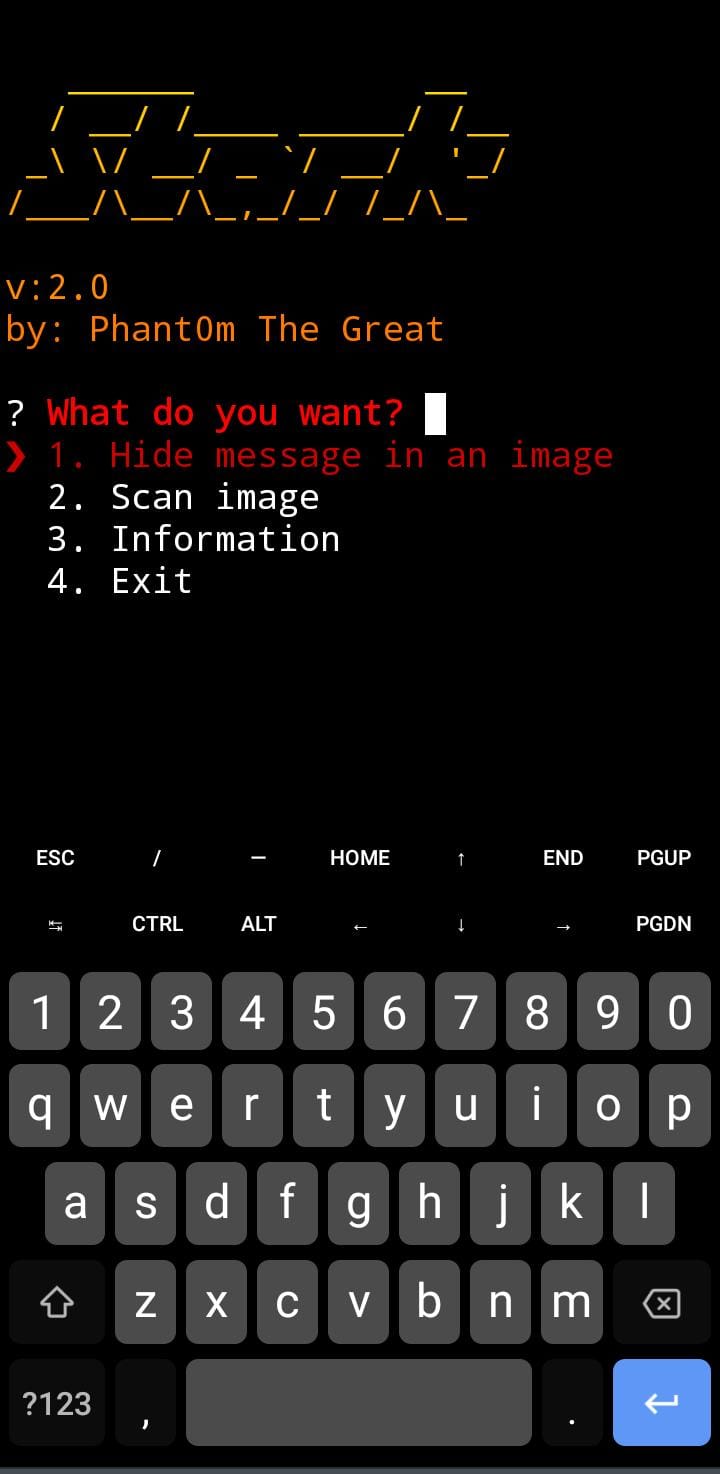 Stark
v:2.0
by: Phant0m The Great
? What do you want?
❯ 1. Hide message in an image
2. Scan image
3. Information
4. Exit
ESC / — HOME ↑ END PGUP
↹ CTRL ALT ← ↓ → PGDN
1 2 3 4 5 6 7 8 9 0
q w e r t y u i o p
a s d f g h j k l
z x c v b n m
?123 , .